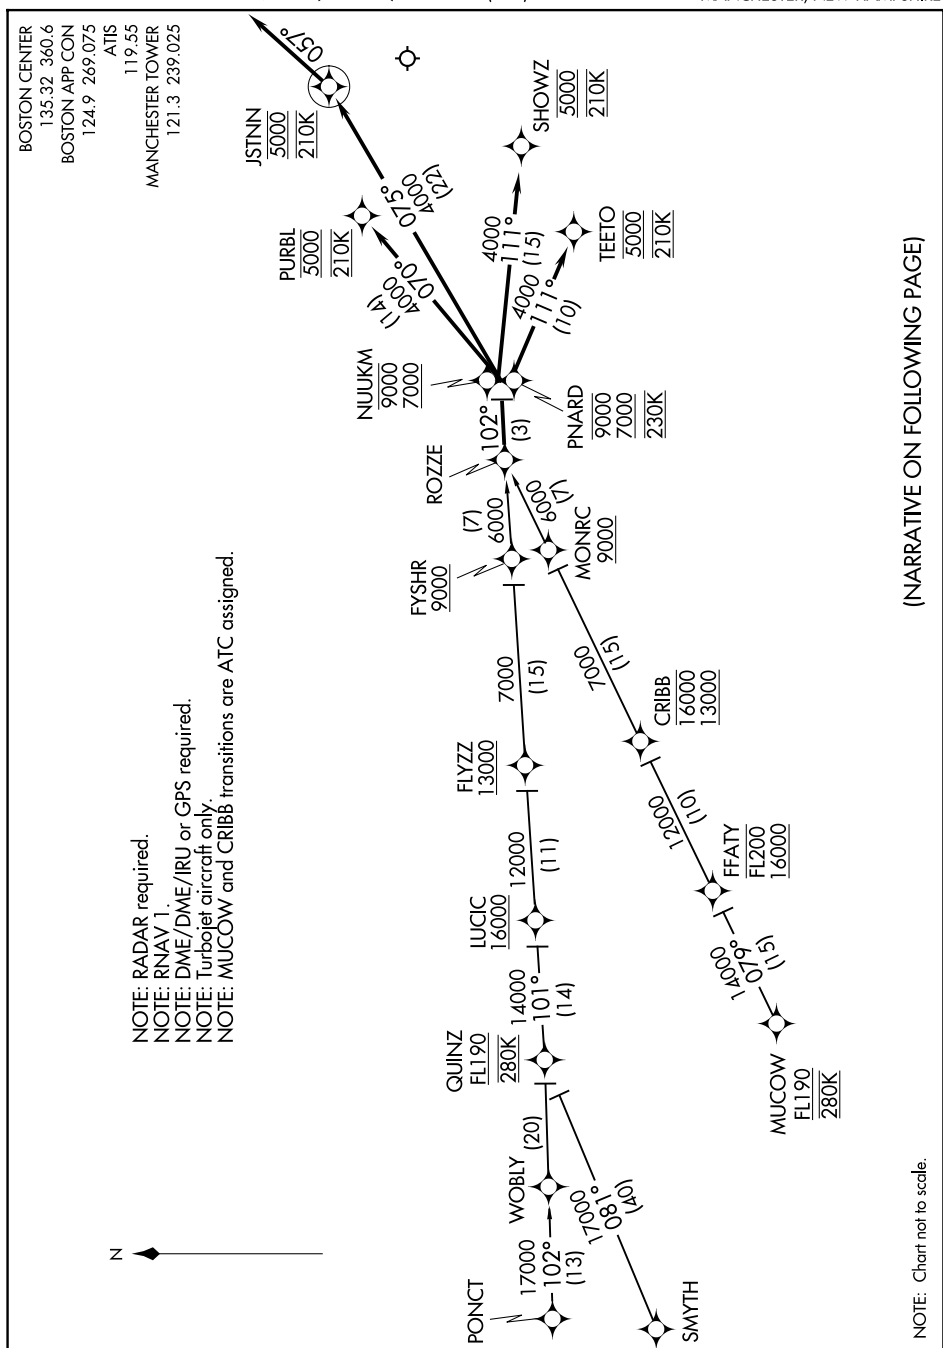 BOSTON CENTER
135.32 360.6
BOSTON APP CON
124.9 269.075
ATIS
119.55
MANCHESTER TOWER
121.3 239.025
NOTE: RADAR required.
NOTE: RNAV 1.
NOTE: DME/DME/IRU or GPS required.
NOTE: Turbojet aircraft only.
NOTE: MUCOW and CRIBB transitions are ATC assigned.
N
057°
JSTNN
5000
210K
075°
4000
(22)
PURBL
5000
210K
(14)
4000
070°
SHOWZ
5000
210K
4000
111°
(15)
TEETO
5000
210K
4000
111°
(10)
NUUKM
9000
7000
PNARD
9000
7000
230K
102°
(3)
ROZZE
(7)
6000
6000
(7)
FYSHR
9000
MONRC
9000
7000
(15)
7000
(15)
FLYZZ
13000
CRIBB
16000
13000
12000
(11)
12000
(10)
LUCIC
16000
FFATY
FL200
16000
14000
101°
(14)
14000
079°
(15)
QUINZ
FL190
280K
MUCOW
FL190
280K
(20)
WOBLY
17000
081°
(40)
17000
102°
(13)
PONCT
SMYTH
(NARRATIVE ON FOLLOWING PAGE)
NOTE: Chart not to scale.